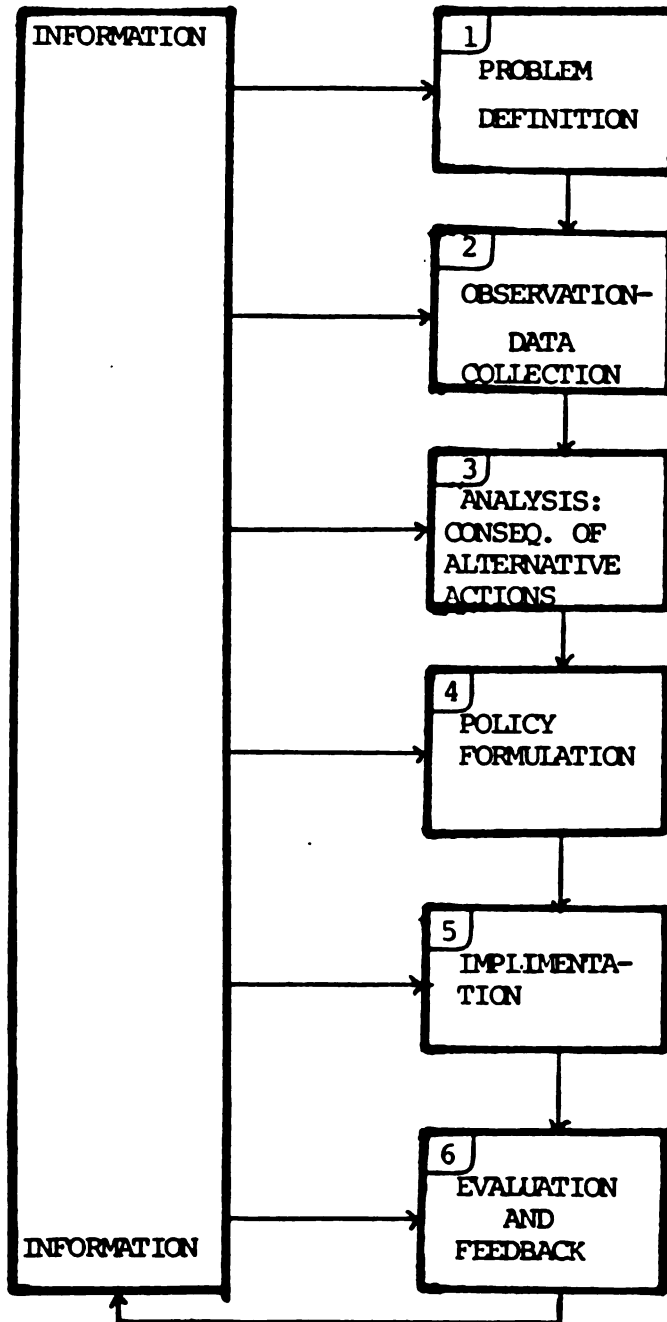 INFORMATION
1
PROBLEM
DEFINITION
2
OBSERVATION-
DATA
COLLECTION
3
ANALYSIS:
CONSEQ. OF
ALTERNATIVE
ACTIONS
4
POLICY
FORMULATION
5
IMPLIMENTA-
TION
6
EVALUATION
AND
FEEDBACK
INFORMATION